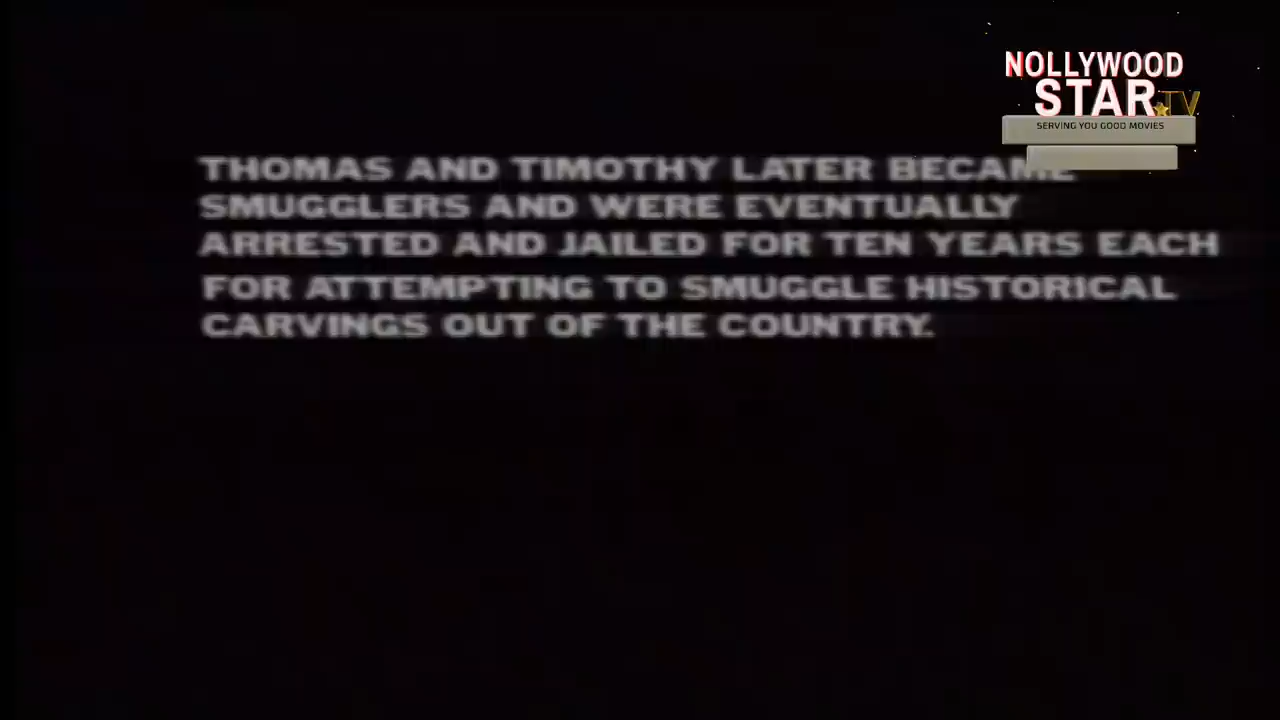 NOLLYWOOD
STAR.TV
SERVING YOU GOOD MOVIES
THOMAS AND TIMOTHY LATER BECAME
SMUGGLERS AND WERE EVENTUALLY
ARRESTED AND JAILED FOR TEN YEARS EACH
FOR ATTEMPTING TO SMUGGLE HISTORICAL
CARVINGS OUT OF THE COUNTRY.